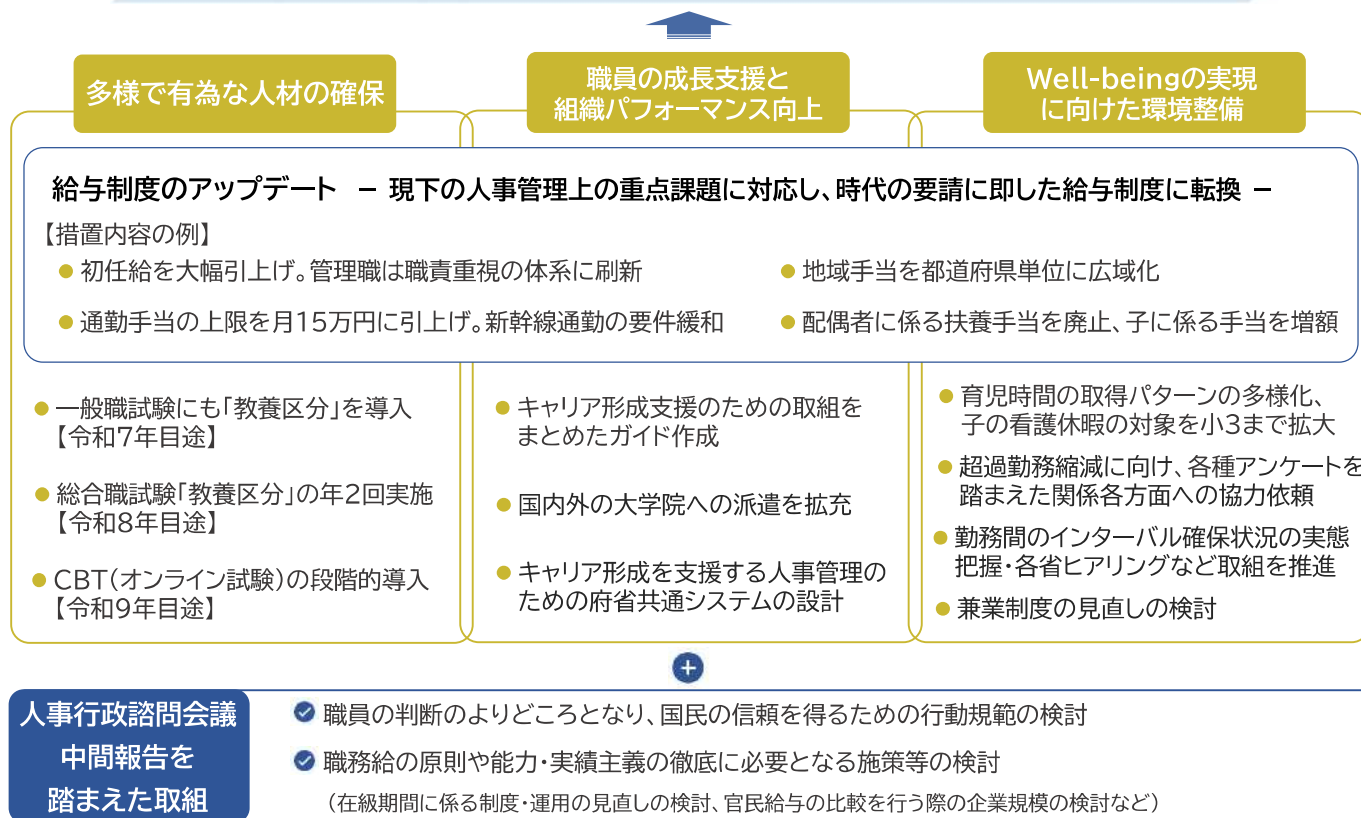 多様で有為な人材の確保
職員の成長支援と
組織パフォーマンス向上
Well-beingの実現
に向けた環境整備
給与制度のアップデート － 現下の人事管理上の重点課題に対応し、時代の要請に即した給与制度に転換 －
【措置内容の例】
● 初任給を大幅引上げ。管理職は職責重視の体系に刷新
● 地域手当を都道府県単位に広域化
● 通勤手当の上限を月15万円に引上げ。新幹線通勤の要件緩和
● 配偶者に係る扶養手当を廃止、子に係る手当を増額
● 一般職試験にも「教養区分」を導入
【令和7年目途】
● 総合職試験「教養区分」の年2回実施
【令和8年目途】
● CBT(オンライン試験)の段階的導入
【令和9年目途】
● キャリア形成支援のための取組を
まとめたガイド作成
● 国内外の大学院への派遣を拡充
● キャリア形成を支援する人事管理の
ための府省共通システムの設計
● 育児時間の取得パターンの多様化、
子の看護休暇の対象を小3まで拡大
● 超過勤務縮減に向け、各種アンケートを
踏まえた関係各方面への協力依頼
● 勤務間のインターバル確保状況の実態
把握・各省ヒアリングなど取組を推進
● 兼業制度の見直しの検討
+
人事行政諮問会議
中間報告を
踏まえた取組
職員の判断のよりどころとなり、国民の信頼を得るための行動規範の検討
職務給の原則や能力・実績主義の徹底に必要となる施策等の検討
（在級期間に係る制度・運用の見直しの検討、官民給与の比較を行う際の企業規模の検討など）